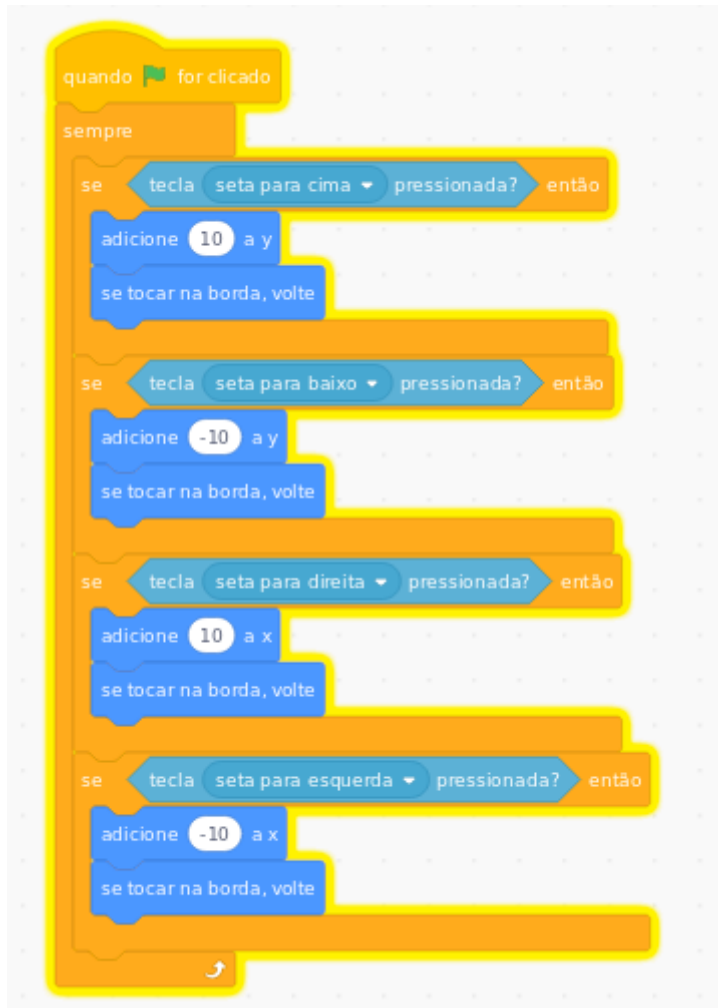 quando for clicado
sempre
se tecla seta para cima pressionada? então
adicione 10 a y
se tocar na borda, volte
se tecla seta para baixo pressionada? então
adicione -10 a y
se tocar na borda, volte
se tecla seta para direita pressionada? então
adicione 10 a x
se tocar na borda, volte
se tecla seta para esquerda pressionada? então
adicione -10 a x
se tocar na borda, volte